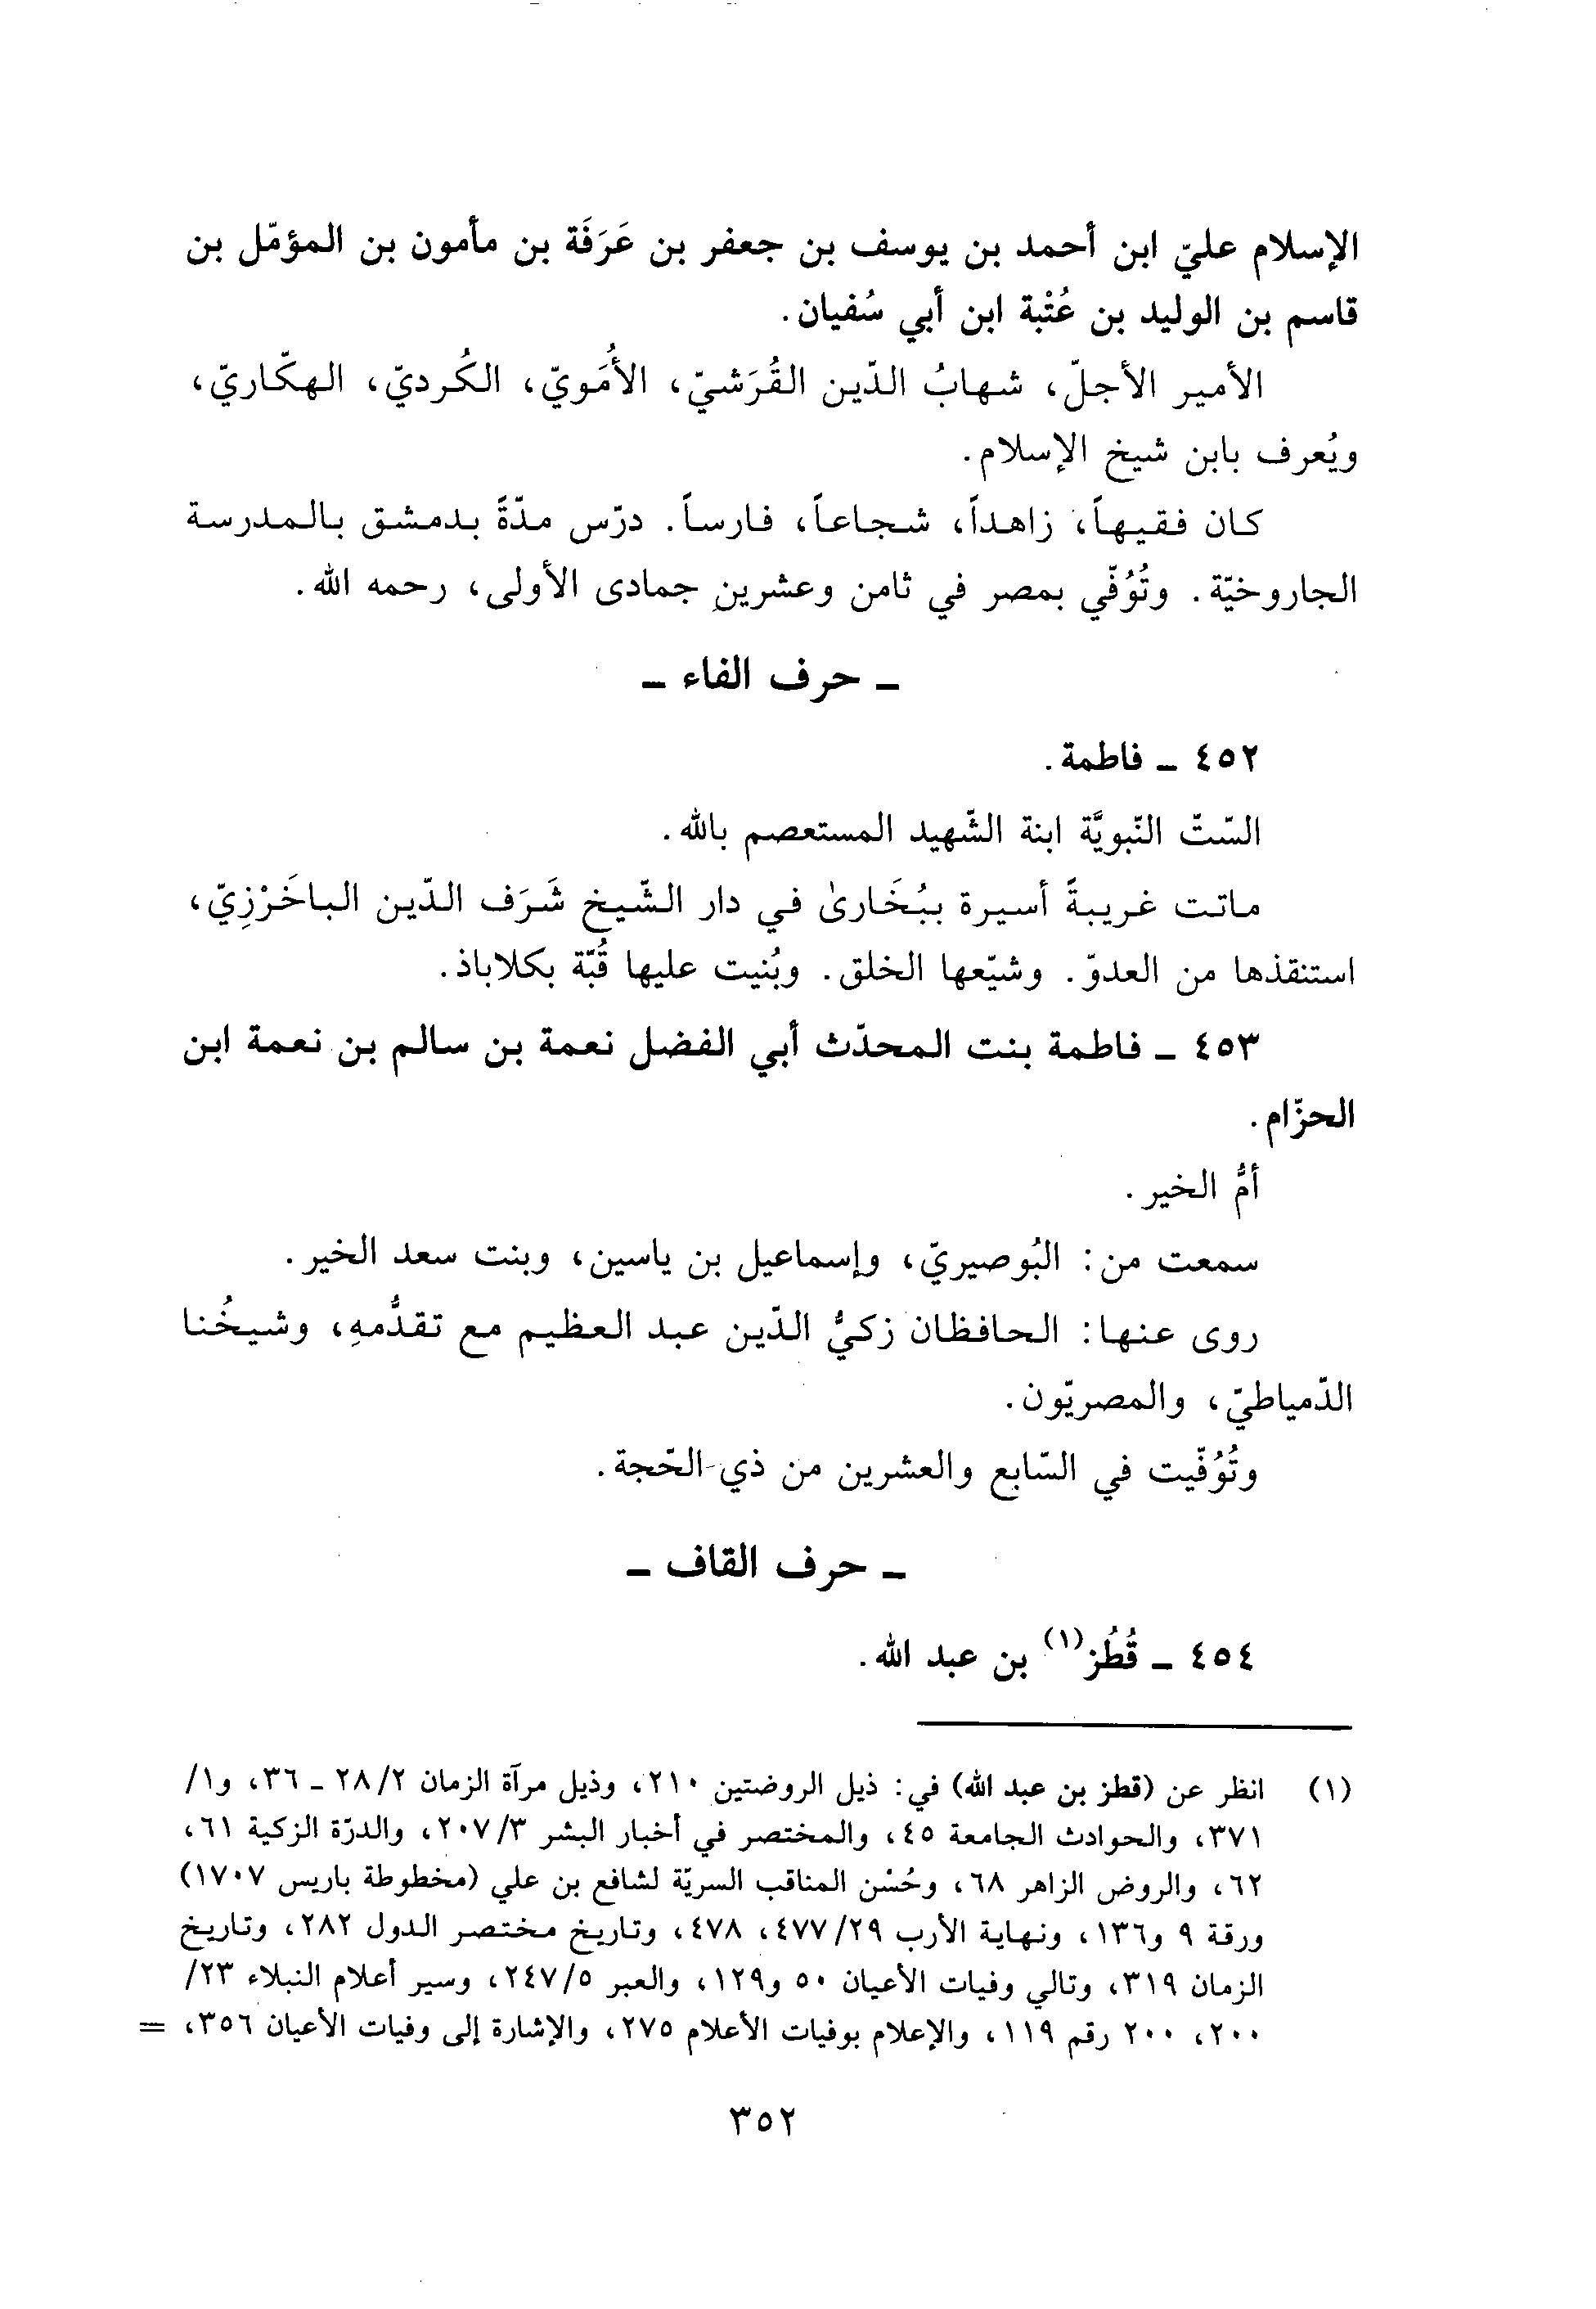 الإسلام عليّ ابن أحمد بن يوسف بن جعفر بن عَرَفَة بن مأمون بن المؤمّل بن
قاسم بن الوليد بن عُتْبة ابن أبي سُفيان.
الأمير الأجلّ، شهابُ الدّين القُرَشيّ، الأُمَويّ، الكُرديّ، الهكّاريّ،
ويُعرف بابن شيخ الإسلام.
كان فقيهاً، زاهداً، شجاعاً، فارساً. درّس مدّةً بدمشق بالمدرسة
الجاروخيّة. وتُوُفّي بمصر في ثامن وعشرين جمادى الأولى، رحمه الله.
ـ حرف الفاء ـ
٤٥٢ ـ فاطمة.
السّتّ النّبويَّة ابنة الشّهيد المستعصم بالله.
ماتت غريبةً أسيرة ببُخَارىٰ في دار الشّيخ شَرَف الدّين الباخَرْزِيّ،
استنقذها من العدوّ. وشيّعها الخلق. وبُنيت عليها قُبّة بكلاباذ.
٤٥٣ ـ فاطمة بنت المحدّث أبي الفضل نعمة بن سالم بن نعمة ابن
الحزّام.
أمُّ الخير.
سمعت من: البُوصيريّ، وإسماعيل بن ياسين، وبنت سعد الخير.
روى عنها: الحافظان زكيُّ الدّين عبد العظيم مع تقدُّمهِ، وشيخُنا
الدّمياطيّ، والمصريّون.
وتُوُفّيت في السّابع والعشرين من ذي الحّجة.
ـ حرف القاف ـ
٤٥٤ ـ قُطُز(١) بن عبد الله.
(١) انظر عن (قطز بن عبد الله) في: ذيل الروضتين ٢١٠، وذيل مرآة الزمان ٢٨/٢ ـ ٣٦، و١/
٣٧١، والحوادث الجامعة ٤٥، والمختصر في أخبار البشر ٢٠٧/٣، والدرّة الزكية ٦١،
٦٢، والروض الزاهر ٦٨، وحُسْن المناقب السريّة لشافع بن علي (مخطوطة باريس ١٧٠٧)
ورقة ٩ و١٣٦، ونهاية الأرب ٤٧٧/٢٩، ٤٧٨، وتاريخ مختصر الدول ٢٨٢، وتاريخ
الزمان ٣١٩، وتالي وفيات الأعيان ٥٠ و١٢٩، والعبر ٢٤٧/٥، وسير أعلام النبلاء ٢٣/
٢٠٠، ٢٠٠ رقم ١١٩، والإعلام بوفيات الأعلام ٢٧٥، والإشارة إلى وفيات الأعيان ٣٥٦، =
٣٥٢